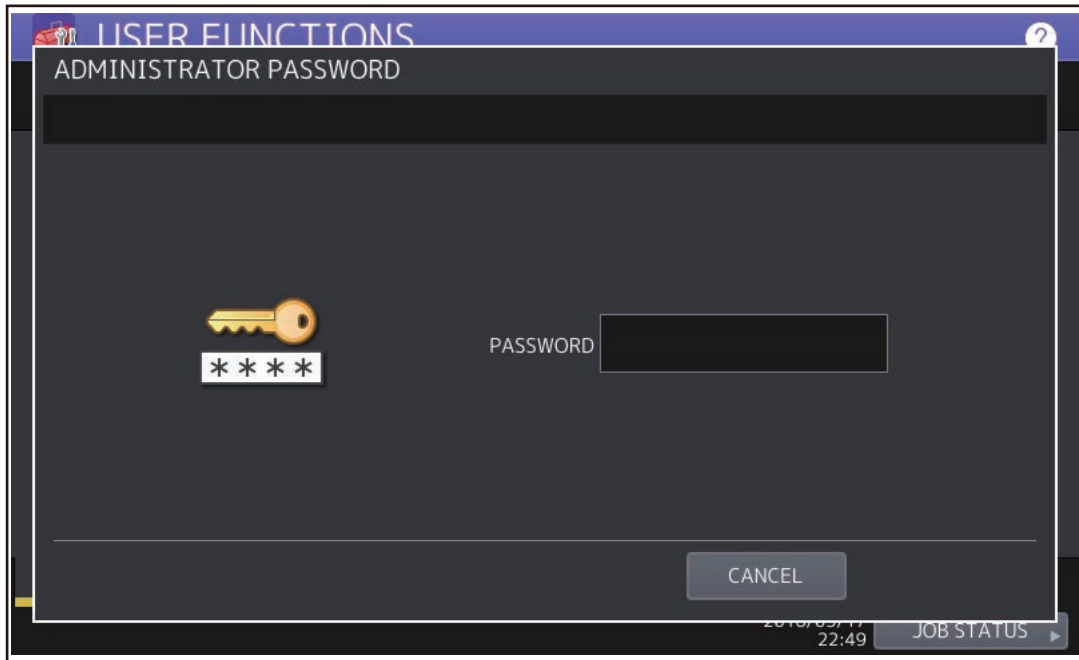 USER FUNCTIONS
?
ADMINISTRATOR PASSWORD
PASSWORD
* * * *
CANCEL
22:49
JOB STATUS